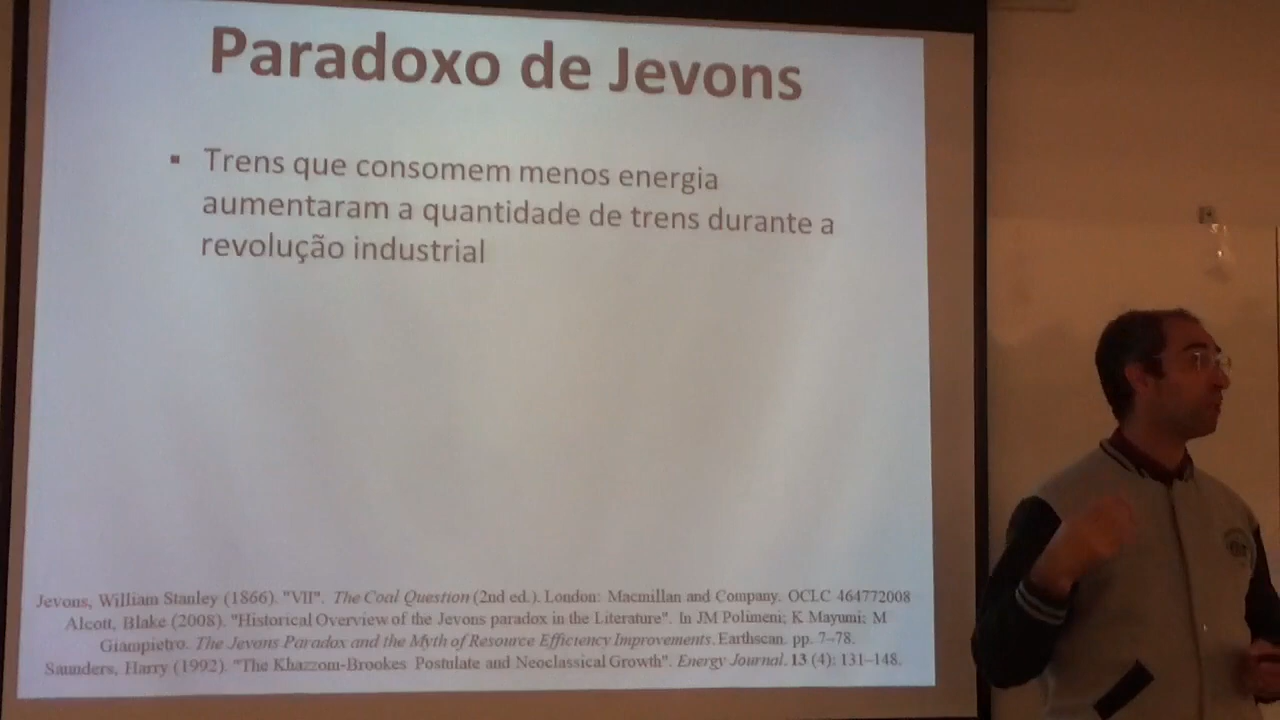 Paradoxo de Jevons
▪ Trens que consomem menos energia
aumentaram a quantidade de trens durante a
revolução industrial
Jevons, William Stanley (1866). "VII". The Coal Question (2nd ed.). London: Macmillan and Company. OCLC 464772008
Alcott, Blake (2008). "Historical Overview of the Jevons paradox in the Literature". In JM Polimeni; K Mayumi; M
Giampietro. The Jevons Paradox and the Myth of Resource Efficiency Improvements. Earthscan. pp. 7–78.
Saunders, Harry (1992). "The Khazzom-Brookes Postulate and Neoclassical Growth". Energy Journal. 13 (4): 131–148.